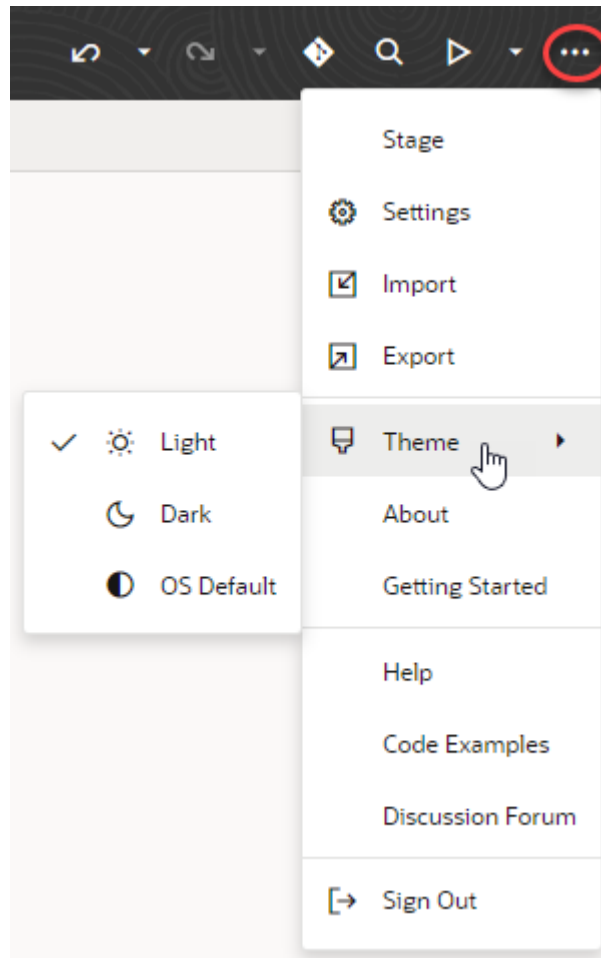 Stage
Settings
Import
Export
Theme
Light
Dark
OS Default
About
Getting Started
Help
Code Examples
Discussion Forum
Sign Out